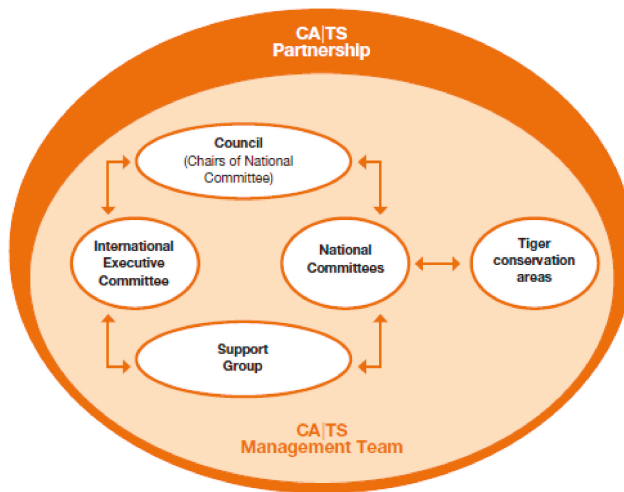 CA|TS
Partnership
Council
(Chairs of National
Committee)
International
Executive
Committee
National
Committees
Tiger
conservation
areas
Support
Group
CA|TS
Management Team